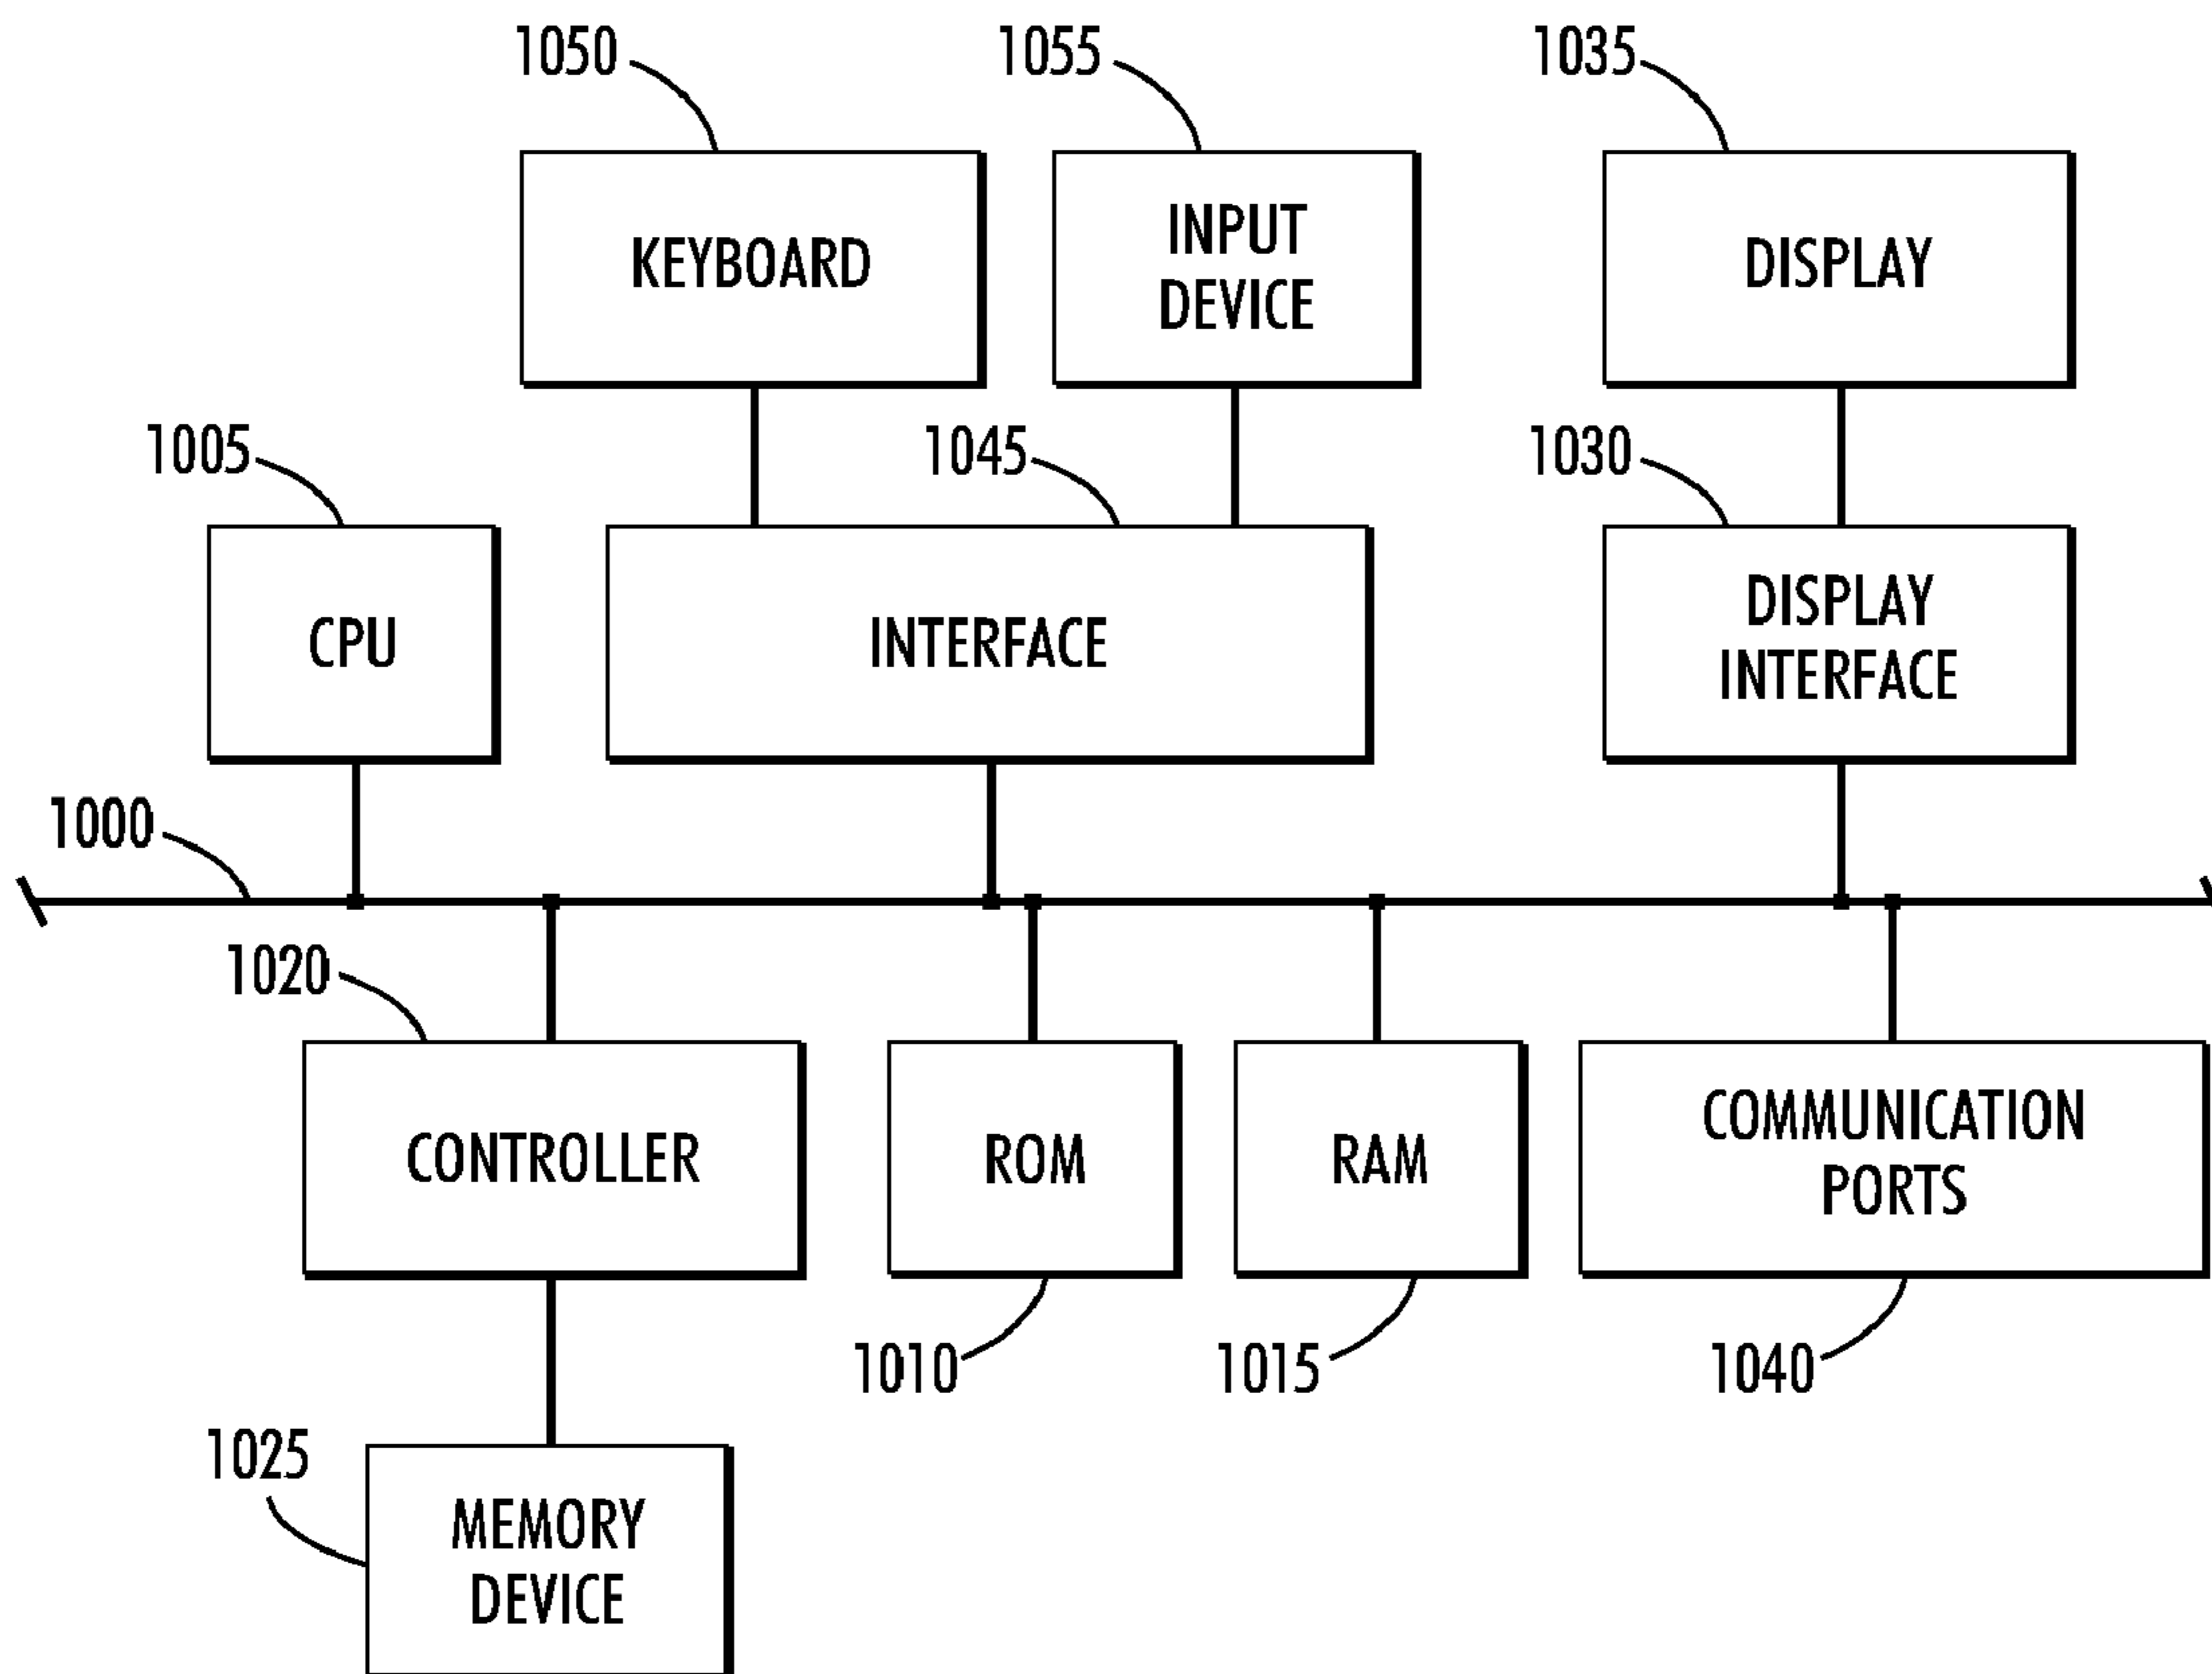 1050
1055
1035
KEYBOARD
INPUT
DEVICE
DISPLAY
1005
1045
1030
CPU
INTERFACE
DISPLAY
INTERFACE
1000
1020
CONTROLLER
ROM
RAM
COMMUNICATION
PORTS
1010
1015
1040
1025
MEMORY
DEVICE